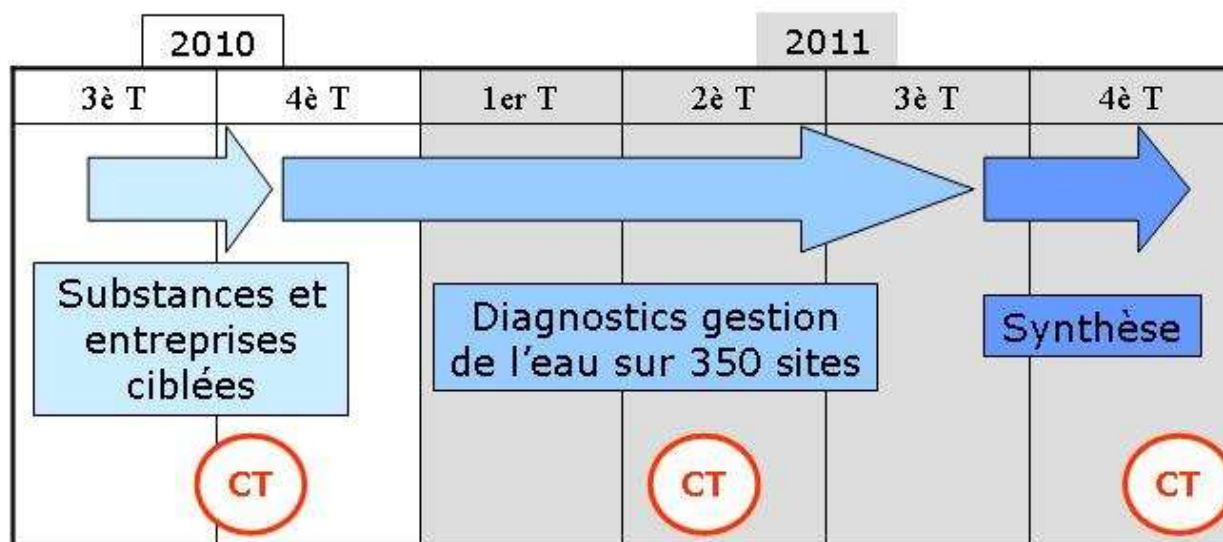 2010
2011
3è T
4è T
1er T
2è T
3è T
4è T
Substances et
entreprises
ciblées
Diagnostics gestion
de l'eau sur 350 sites
Synthèse
CT
CT
CT